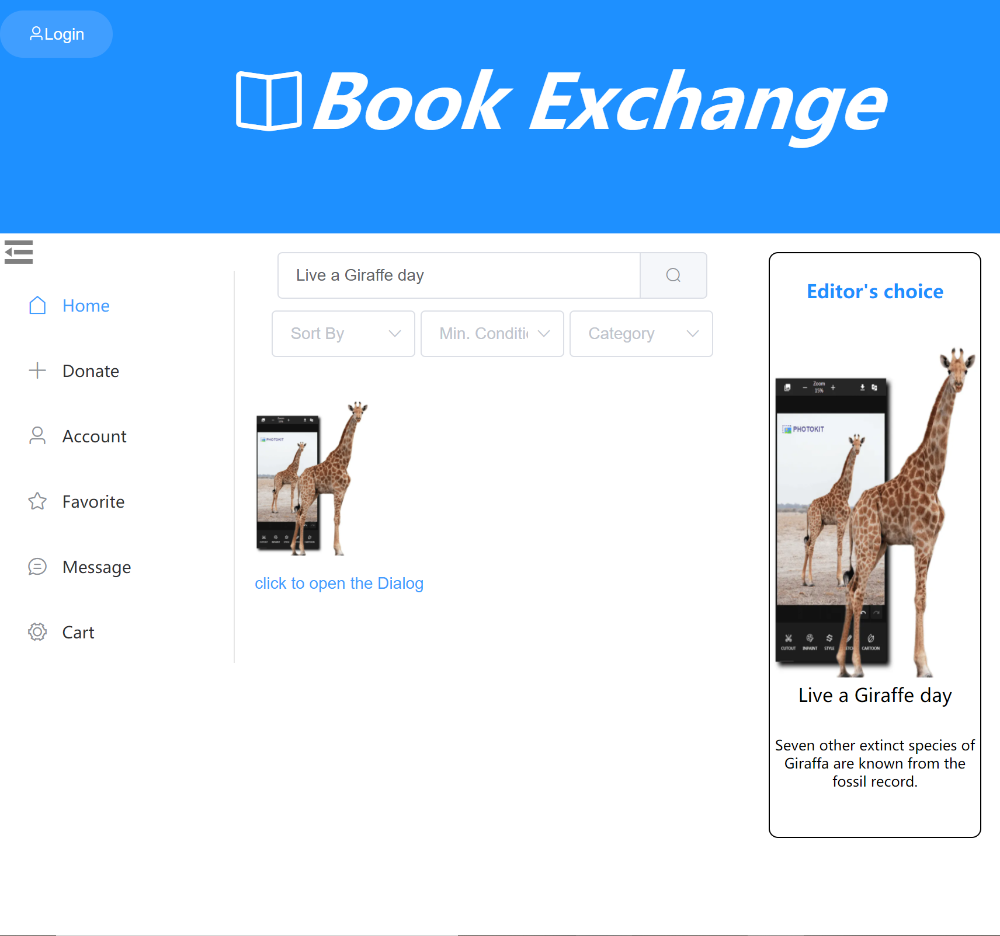 Login
Book Exchange
Live a Giraffe day
Sort By
Min. Conditi
Category
Home
Donate
Account
Favorite
Message
Cart
PHOTOKIT
click to open the Dialog
Editor's choice
Zoom
15%
PHOTOKIT
CUTOUT INPAINT STYLE CARTOON
Live a Giraffe day
Seven other extinct species of
Giraffa are known from the
fossil record.